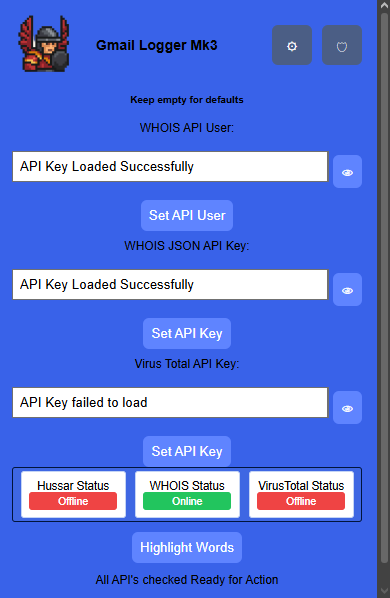 Gmail Logger Mk3
Keep empty for defaults
WHOIS API User:
API Key Loaded Successfully
Set API User
WHOIS JSON API Key:
API Key Loaded Successfully
Set API Key
Virus Total API Key:
API Key failed to load
Set API Key
Hussar Status
Offline
WHOIS Status
Online
VirusTotal Status
Offline
Highlight Words
All API's checked Ready for Action